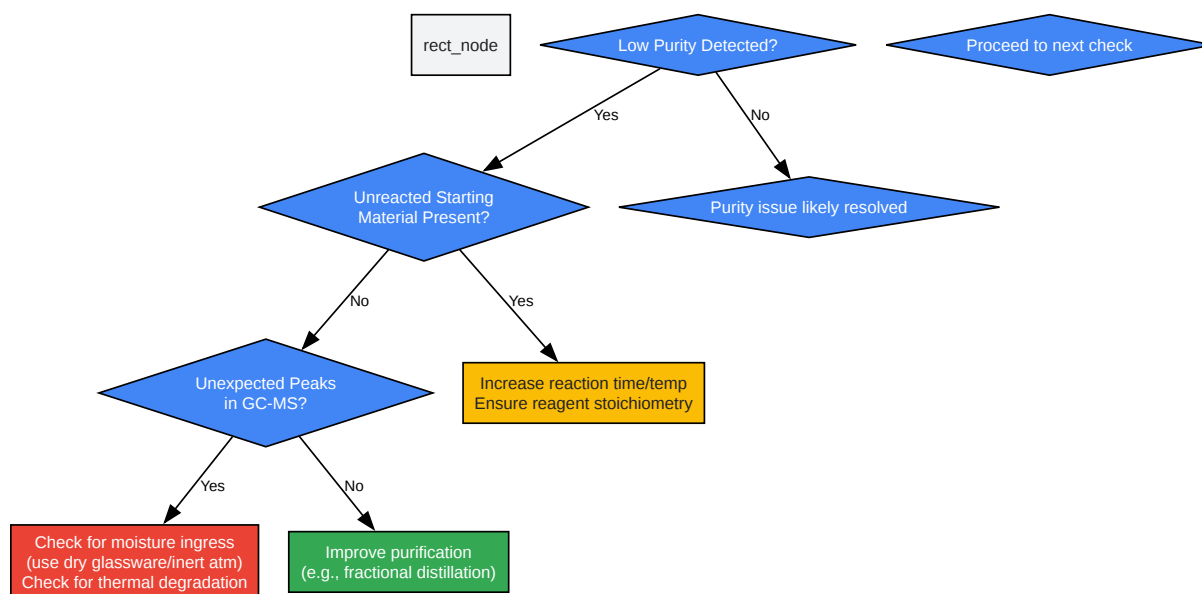 rect_node
Low Purity Detected?
Proceed to next check
Yes
No
Unreacted Starting
Material Present?
Purity issue likely resolved
No
Yes
Unexpected Peaks
in GC-MS?
Increase reaction time/temp
Ensure reagent stoichiometry
Yes
No
Check for moisture ingress
(use dry glassware/inert atm)
Check for thermal degradation
Improve purification
(e.g., fractional distillation)